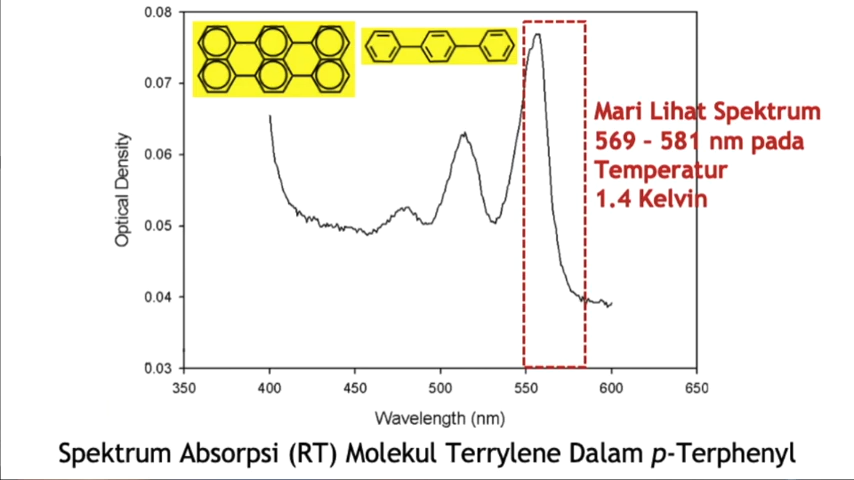 0.08
0.07
0.06
0.05
0.04
0.03
Optical Density
350 400 450 500 550 600 650
Wavelength (nm)
Mari Lihat Spektrum
569 - 581 nm pada
Temperatur
1.4 Kelvin
Spektrum Absorpsi (RT) Molekul Terrylene Dalam p-Terphenyl